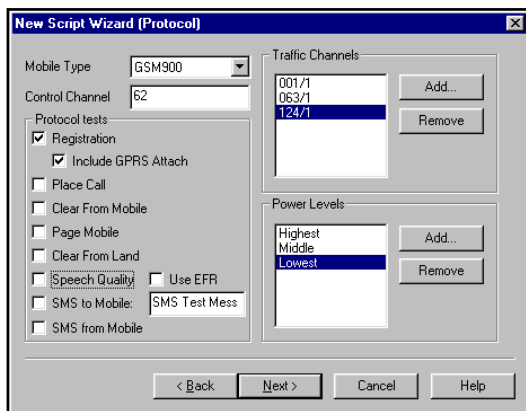 New Script Wizard (Protocol)
Mobile Type GSM900
Control Channel 62
Protocol tests
Registration
Include GPRS Attach
Place Call
Clear From Mobile
Page Mobile
Clear From Land
Speech Quality Use EFR
SMS to Mobile: SMS Test Mess
SMS from Mobile
Traffic Channels
001/1
063/1
124/1
Add...
Remove
Power Levels
Highest
Middle
Lowest
Add...
Remove
< Back Next > Cancel Help